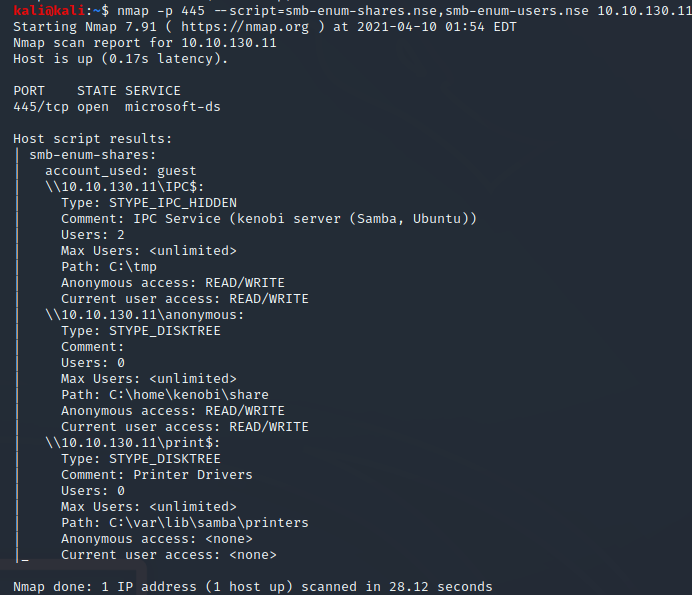 kali@kali:~$ nmap -p 445 --script=smb-enum-shares.nse,smb-enum-users.nse 10.10.130.11
Starting Nmap 7.91 ( https://nmap.org ) at 2021-04-10 01:54 EDT
Nmap scan report for 10.10.130.11
Host is up (0.17s latency).

PORT    STATE SERVICE
445/tcp open  microsoft-ds

Host script results:
| smb-enum-shares:
|   account_used: guest
|   \\10.10.130.11\IPC$:
|     Type: STYPE_IPC_HIDDEN
|     Comment: IPC Service (kenobi server (Samba, Ubuntu))
|     Users: 2
|     Max Users: <unlimited>
|     Path: C:\tmp
|     Anonymous access: READ/WRITE
|     Current user access: READ/WRITE
|   \\10.10.130.11\anonymous:
|     Type: STYPE_DISKTREE
|     Comment:
|     Users: 0
|     Max Users: <unlimited>
|     Path: C:\home\kenobi\share
|     Anonymous access: READ/WRITE
|     Current user access: READ/WRITE
|   \\10.10.130.11\print$:
|     Type: STYPE_DISKTREE
|     Comment: Printer Drivers
|     Users: 0
|     Max Users: <unlimited>
|     Path: C:\var\lib\samba\printers
|     Anonymous access: <none>
|_    Current user access: <none>

Nmap done: 1 IP address (1 host up) scanned in 28.12 seconds